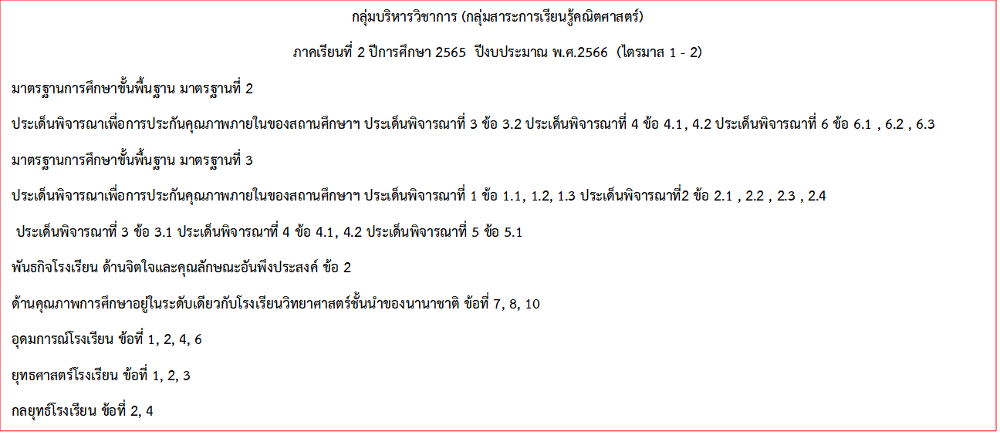 กลุ่มบริหารวิชาการ (กลุ่มสาระการเรียนรู้คณิตศาสตร์)
ภาคเรียนที่ 2 ปีการศึกษา 2565 ปีงบประมาณ พ.ศ.2566 (ไตรมาส 1 - 2)
มาตรฐานการศึกษาขั้นพื้นฐาน มาตรฐานที่ 2
ประเด็นพิจารณาเพื่อการประกันคุณภาพภายในของสถานศึกษาฯ ประเด็นพิจารณาที่ 3 ข้อ 3.2 ประเด็นพิจารณาที่ 4 ข้อ 4.1, 4.2 ประเด็นพิจารณาที่ 6 ข้อ 6.1 , 6.2 , 6.3
มาตรฐานการศึกษาขั้นพื้นฐาน มาตรฐานที่ 3
ประเด็นพิจารณาเพื่อการประกันคุณภาพภายในของสถานศึกษาฯ ประเด็นพิจารณาที่ 1 ข้อ 1.1, 1.2, 1.3 ประเด็นพิจารณาที่2 ข้อ 2.1 , 2.2 , 2.3 , 2.4
ประเด็นพิจารณาที่ 3 ข้อ 3.1 ประเด็นพิจารณาที่ 4 ข้อ 4.1, 4.2 ประเด็นพิจารณาที่ 5 ข้อ 5.1
พันธกิจโรงเรียน ด้านจิตใจและคุณลักษณะอันพึงประสงค์ ข้อ 2
ด้านคุณภาพการศึกษาอยู่ในระดับเดียวกับโรงเรียนวิทยาศาสตร์ชั้นนำของนานาชาติ ข้อที่ 7, 8, 10
อุดมการณ์โรงเรียน ข้อที่ 1, 2, 4, 6
ยุทธศาสตร์โรงเรียน ข้อที่ 1, 2, 3
กลยุทธ์โรงเรียน ข้อที่ 2, 4